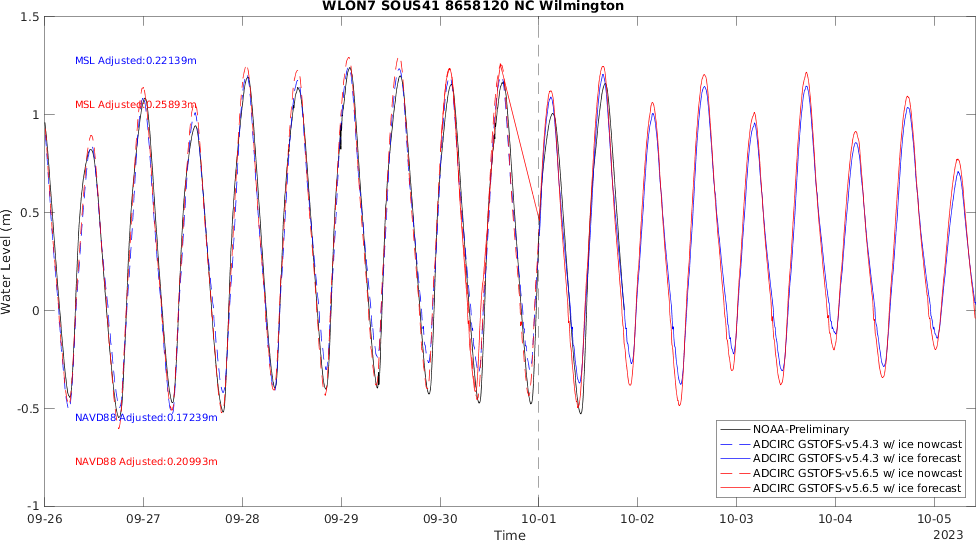 WLON7 SOUS41 8658120 NC Wilmington
Water Level (m)
1.5
1
0.5
0
-0.5
-1
MSL Adjusted:0.22139m
MSL Adjusted:0.25893m
NAVD88 Adjusted:0.17239m
NAVD88 Adjusted:0.20993m
NOAA-Preliminary
ADCIRC GSTOFS-v5.4.3 w/ ice nowcast
ADCIRC GSTOFS-v5.4.3 w/ ice forecast
ADCIRC GSTOFS-v5.6.5 w/ ice nowcast
ADCIRC GSTOFS-v5.6.5 w/ ice forecast
09-26 09-27 09-28 09-29 09-30 10-01 10-02 10-03 10-04 10-05
Time
2023